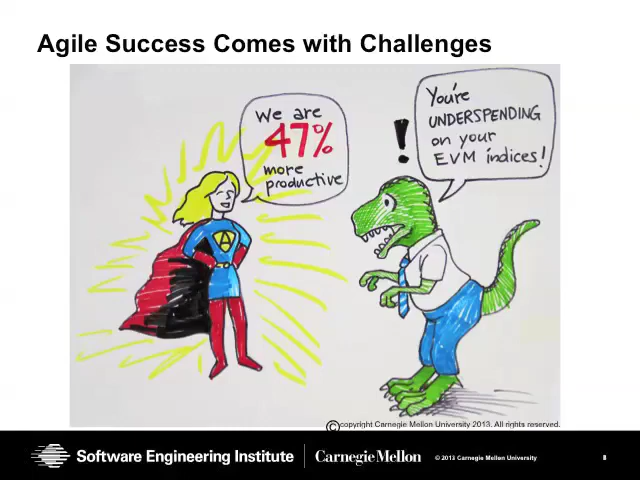 Agile Success Comes with Challenges
We are
47%
more
productive
!
You're
UNDERSPENDING
on your
EVM indices!
A
©copyright Carnegie Mellon University 2013. All rights reserved.
Software Engineering Institute
Carnegie Mellon
© 2013 Carnegie Mellon University
8